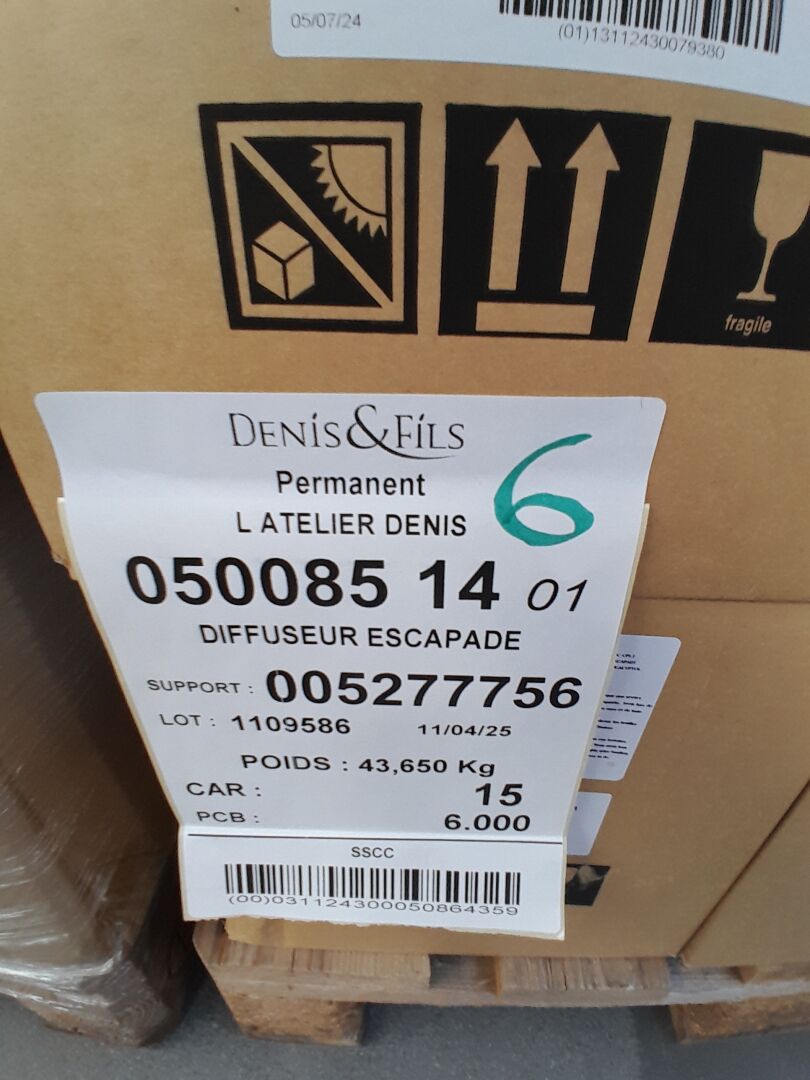 05/07/24
(01)13112430079380
fragile
DENIS&FILS
Permanent
6
L ATELIER DENIS
050085 14 01
DIFFUSEUR ESCAPADE
SUPPORT : 005277756
LOT : 1109586 11/04/25
POIDS : 43,650 Kg
CAR : 15
PCB : 6.000
SSCC
(00)031124300050864359